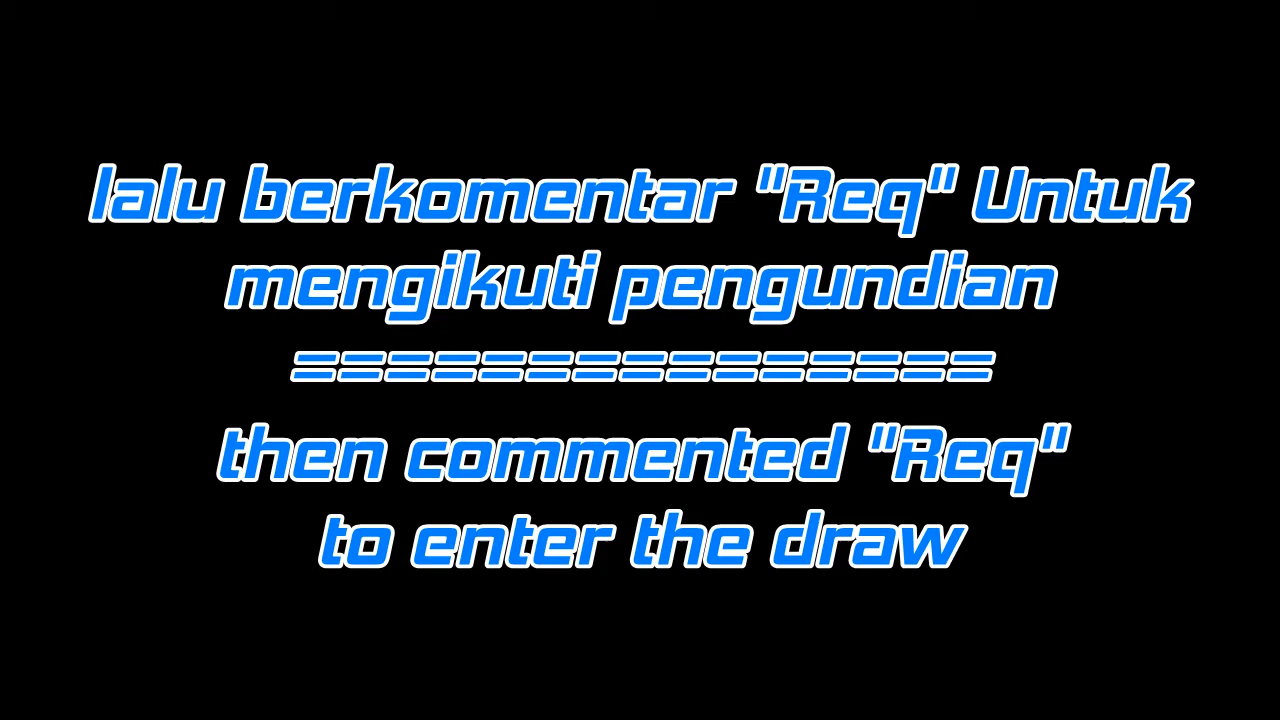 lalu berkomentar "Req" Untuk
mengikuti pengundian
===============
then commented "Req"
to enter the draw